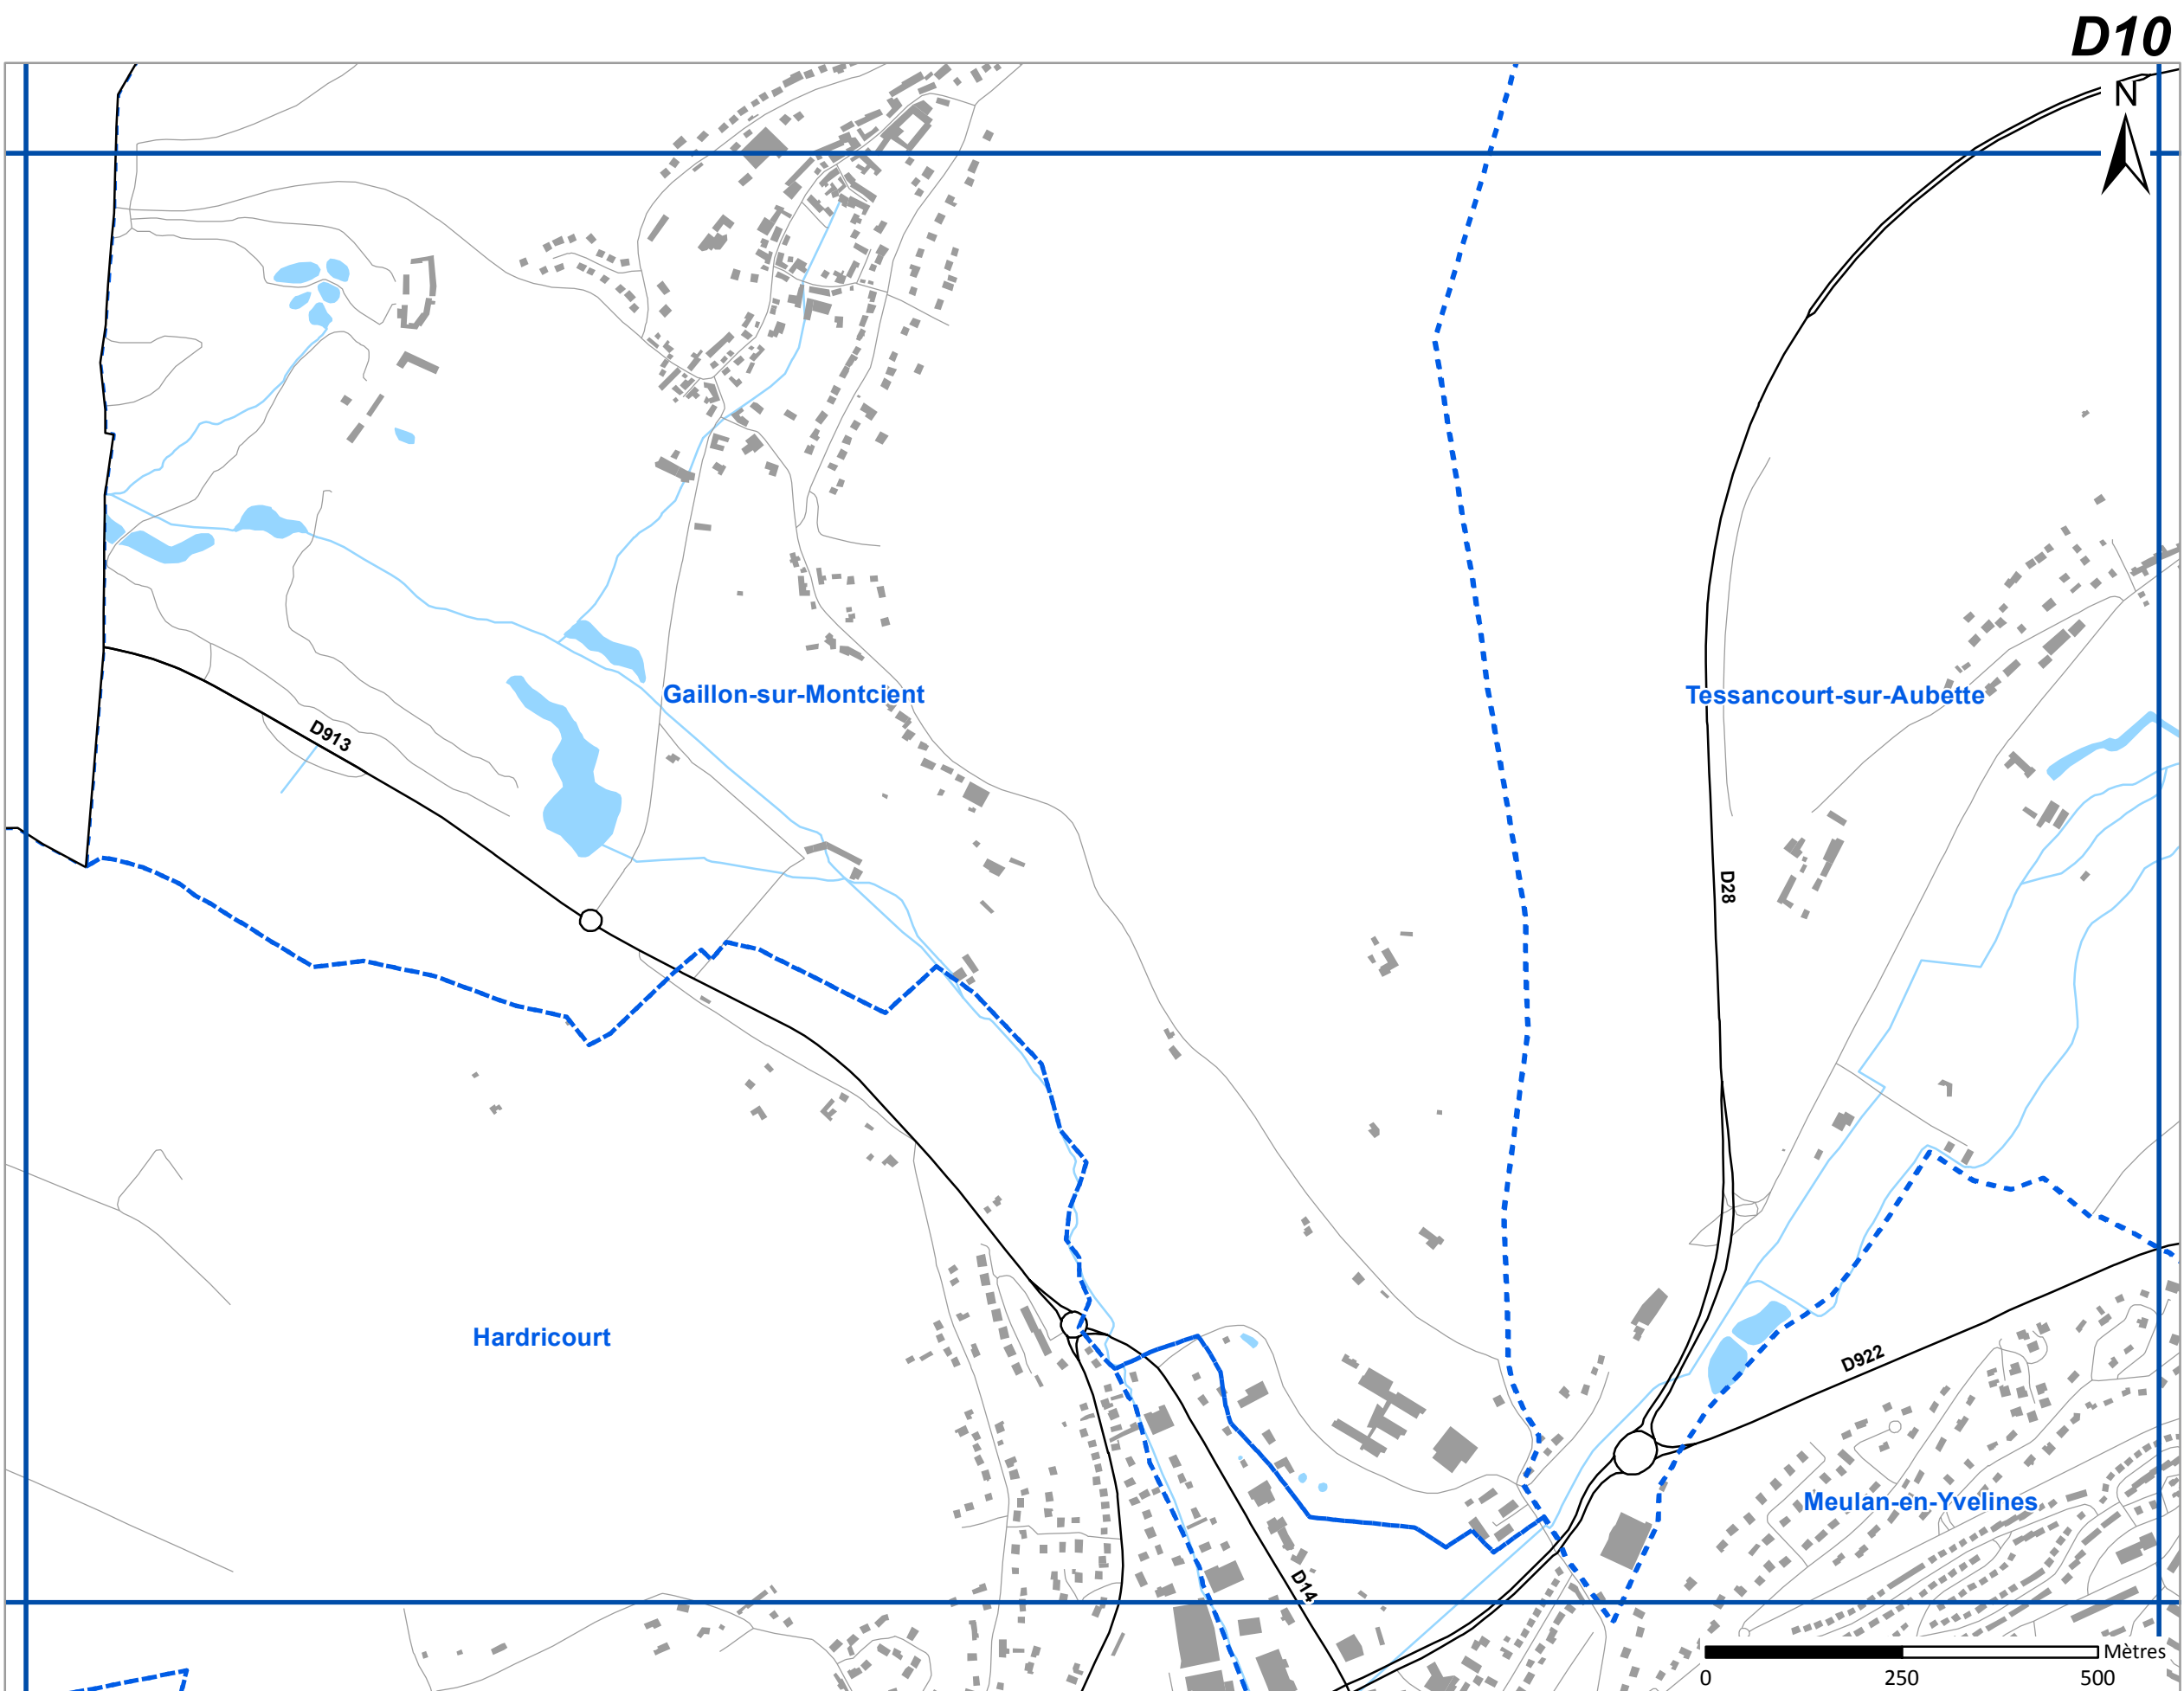 D10
N
Gaillon-sur-Montcient
Tessancourt-sur-Aubette
D913
D28
Hardricourt
D922
Meulan-en-Yvelines
D14
Mètres
0 250 500